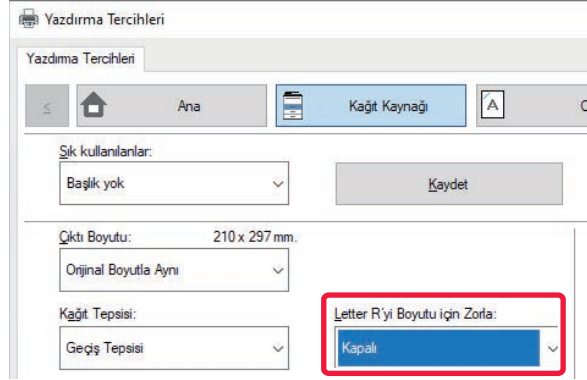 Yazdırma Tercihleri
Yazdırma Tercihleri
< Ana Kağıt Kaynağı A
Sık kullanılanlar:
Başlık yok Kaydet
Çıktı Boyutu: 210 x 297 mm.
Orijinal Boyutla Aynı
Kağıt Tepsisi: Letter R'yi Boyutu için Zorla:
Geçiş Tepsisi Kapalı